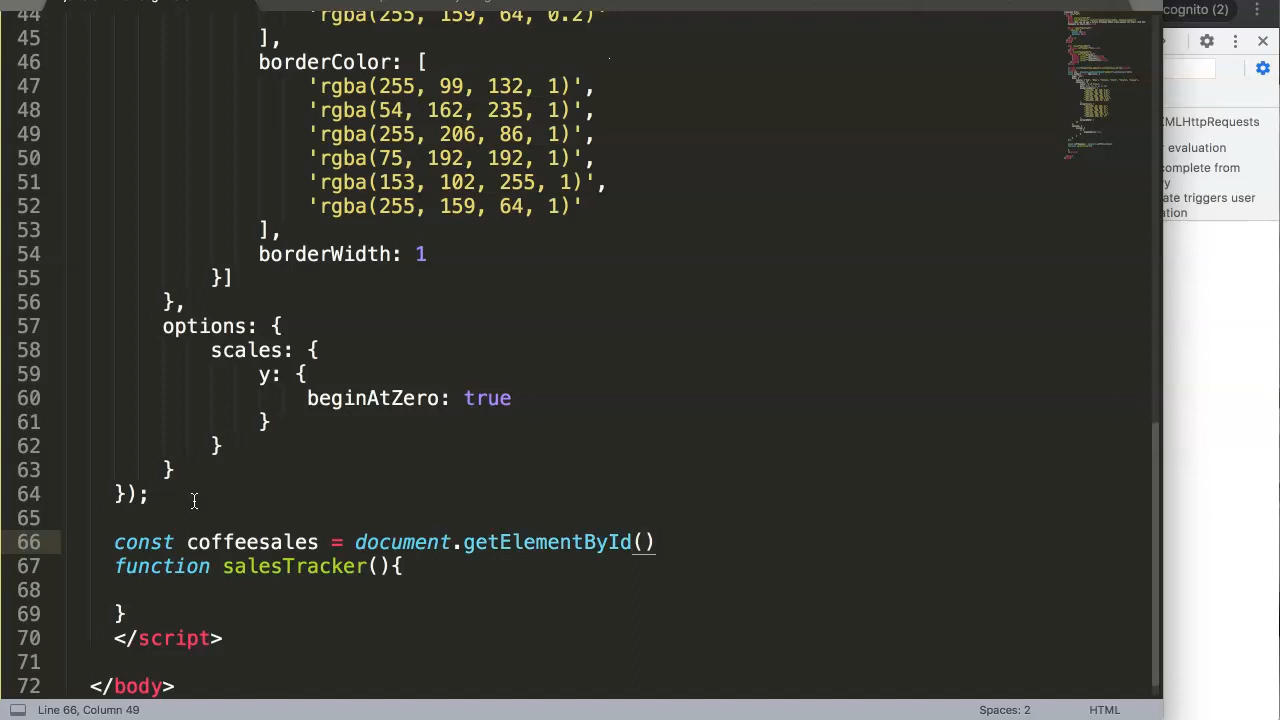 cognito (2)
44 'rgba(255, 159, 64, 0.2)'
45 ],
46 borderColor: [
47 'rgba(255, 99, 132, 1)',
48 'rgba(54, 162, 235, 1)',
49 'rgba(255, 206, 86, 1)',
50 'rgba(75, 192, 192, 1)',
51 'rgba(153, 102, 255, 1)',
52 'rgba(255, 159, 64, 1)'
53 ],
54 borderWidth: 1
55 }]
56 },
57 options: {
58 scales: {
59 y: {
60 beginAtZero: true
61 }
62 }
63 }
64 });
65
66 const coffeesales = document.getElementById()
67 function salesTracker(){
68
69 }
70 </script>
71
72 </body>
Line 66, Column 49 Spaces: 2 HTML
MLHttpRequests
r evaluation
complete from
ry
ate triggers user
ation